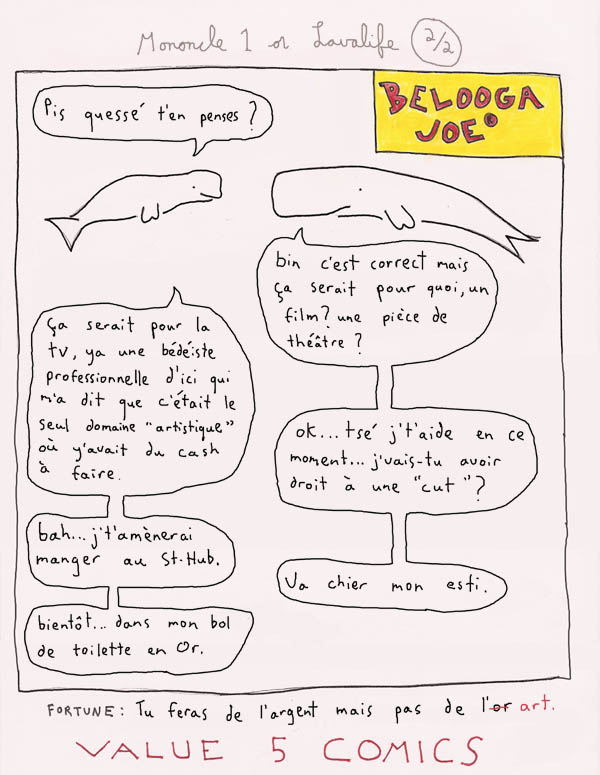 Mononcle 1 or Lavalife 2/2
BELOOGA
JOE
Pis quessé t'en penses ?
bin c'est correct mais
ça serait pour quoi, un
film? une pièce de
théâtre ?
ça serait pour la
tv, ya une bédéiste
professionnelle d'ici qui
m'a dit que c'était le
seul domaine "artistique"
où y'avait du cash
à faire.
ok... tsé j't'aide en ce
moment... j'vais-tu avoir
droit à une "cut" ?
bah... j't'amènerai
manger au St-Hub.
Va chier mon esti.
bientôt... dans mon bol
de toilette en Or.
FORTUNE: Tu feras de l'argent mais pas de l'or art.
VALUE 5 COMICS